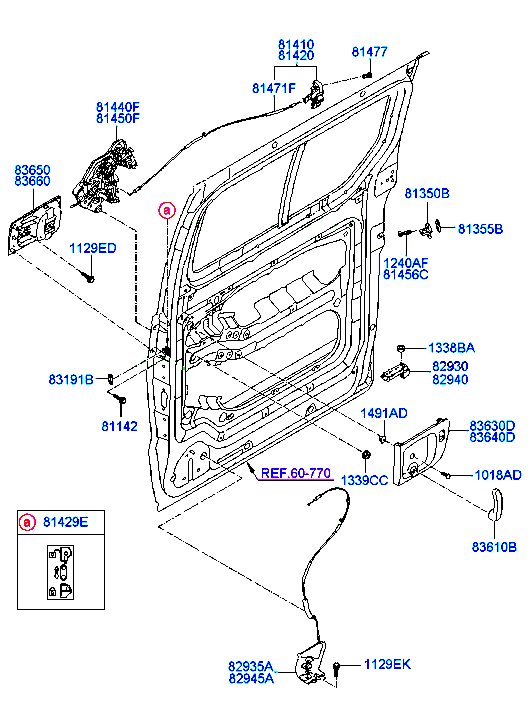 81410
81420
81477
81471F
81440F
81450F
83650
83660
a
81350B
81355B
1129ED
1240AF
81456C
1338BA
82930
82940
83191B
81142
1491AD
83630D
83640D
REF.60-770
1339CC
1018AD
a 81429E
83610B
82935A
82945A
1129EK